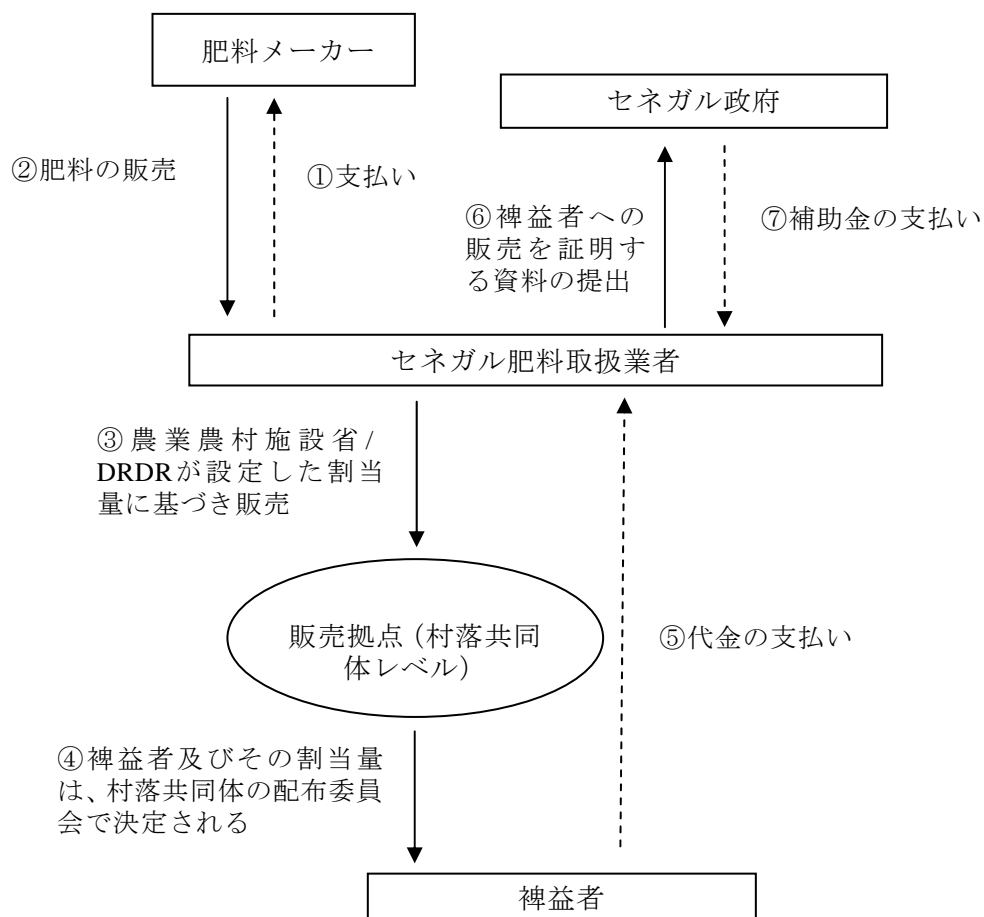 肥料メーカー
セネガル政府
②肥料の販売
①支払い
⑥裨益者への
販売を証明す
る資料の提出
⑦補助金の支払い
セネガル肥料取扱業者
③農業農村施設省/
DRDRが設定した割当
量に基づき販売
販売拠点（村落共同
体レベル）
⑤代金の支払い
④裨益者及びその割当量
は、村落共同体の配布委員
会で決定される
裨益者